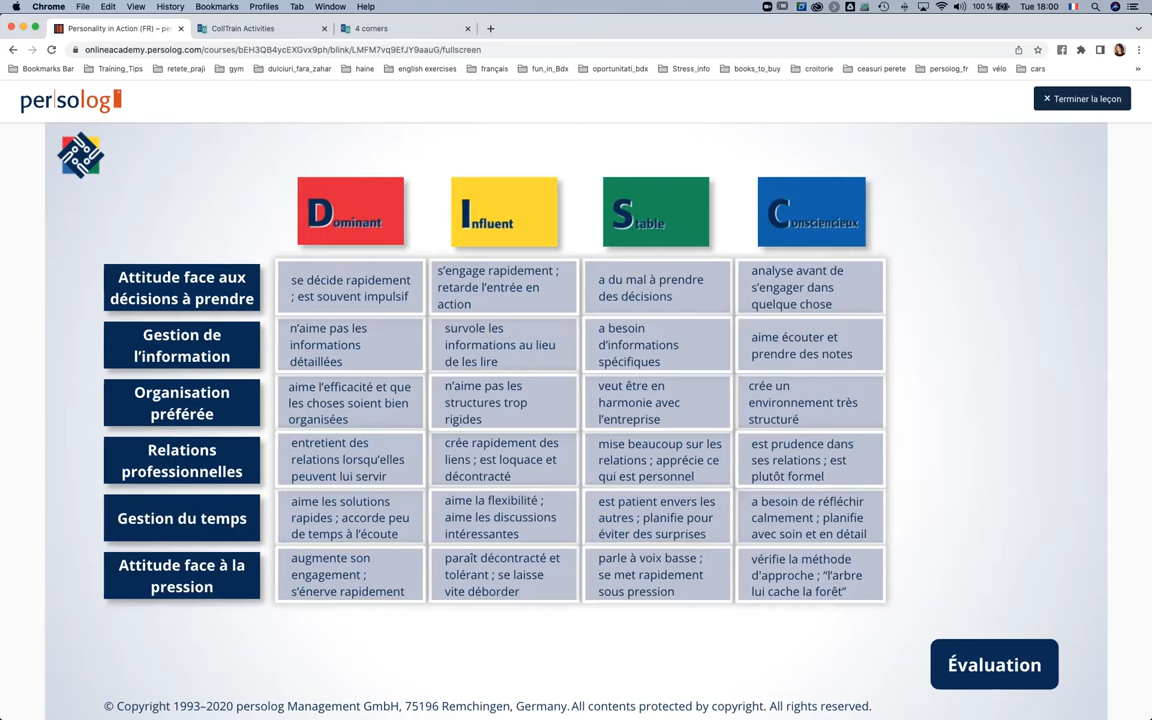 Chrome File Edit View History Bookmarks Profiles Tab Window Help 100 % Tue 18:00
Personality in Action (FR) – pe CollTrain Activities 4 corners
onlineacademy.persolog.com/courses/bEH3QB4ycEXGvx9ph/blink/LMFM7vq9EfJY9aauG/fullscreen
Bookmarks Bar Training_Tips retete_praji gym dulciuri_fara_zahar haine english exercises français fun_in_Bdx oportunitati_bdx Stress_info books_to_buy croitorie ceasuri perete persolog_fr vélo cars
persolog
× Terminer la leçon
Dominant
Influent
Stable
Consciencieux
Attitude face aux
décisions à prendre
se décide rapidement
; est souvent impulsif
s’engage rapidement ;
retarde l’entrée en
action
a du mal à prendre
des décisions
analyse avant de
s’engager dans
quelque chose
Gestion de
l’information
n’aime pas les
informations
détaillées
survole les
informations au lieu
de les lire
a besoin
d’informations
spécifiques
aime écouter et
prendre des notes
Organisation
préférée
aime l’efficacité et que
les choses soient bien
organisées
n’aime pas les
structures trop
rigides
veut être en
harmonie avec
l’entreprise
crée un
environnement très
structuré
Relations
professionnelles
entretient des
relations lorsqu’elles
peuvent lui servir
crée rapidement des
liens ; est loquace et
décontracté
mise beaucoup sur les
relations ; apprécie ce
qui est personnel
est prudence dans
ses relations ; est
plutôt formel
Gestion du temps
aime les solutions
rapides ; accorde peu
de temps à l’écoute
aime la flexibilité ;
aime les discussions
intéressantes
est patient envers les
autres ; planifie pour
éviter des surprises
a besoin de réfléchir
calmement ; planifie
avec soin et en détail
Attitude face à la
pression
augmente son
engagement ;
s’énerve rapidement
paraît décontracté et
tolérant ; se laisse
vite déborder
parle à voix basse ;
se met rapidement
sous pression
vérifie la méthode
d'approche ; “l’arbre
lui cache la forêt”
Évaluation
© Copyright 1993–2020 persolog Management GmbH, 75196 Remchingen, Germany. All contents protected by copyright. All rights reserved.